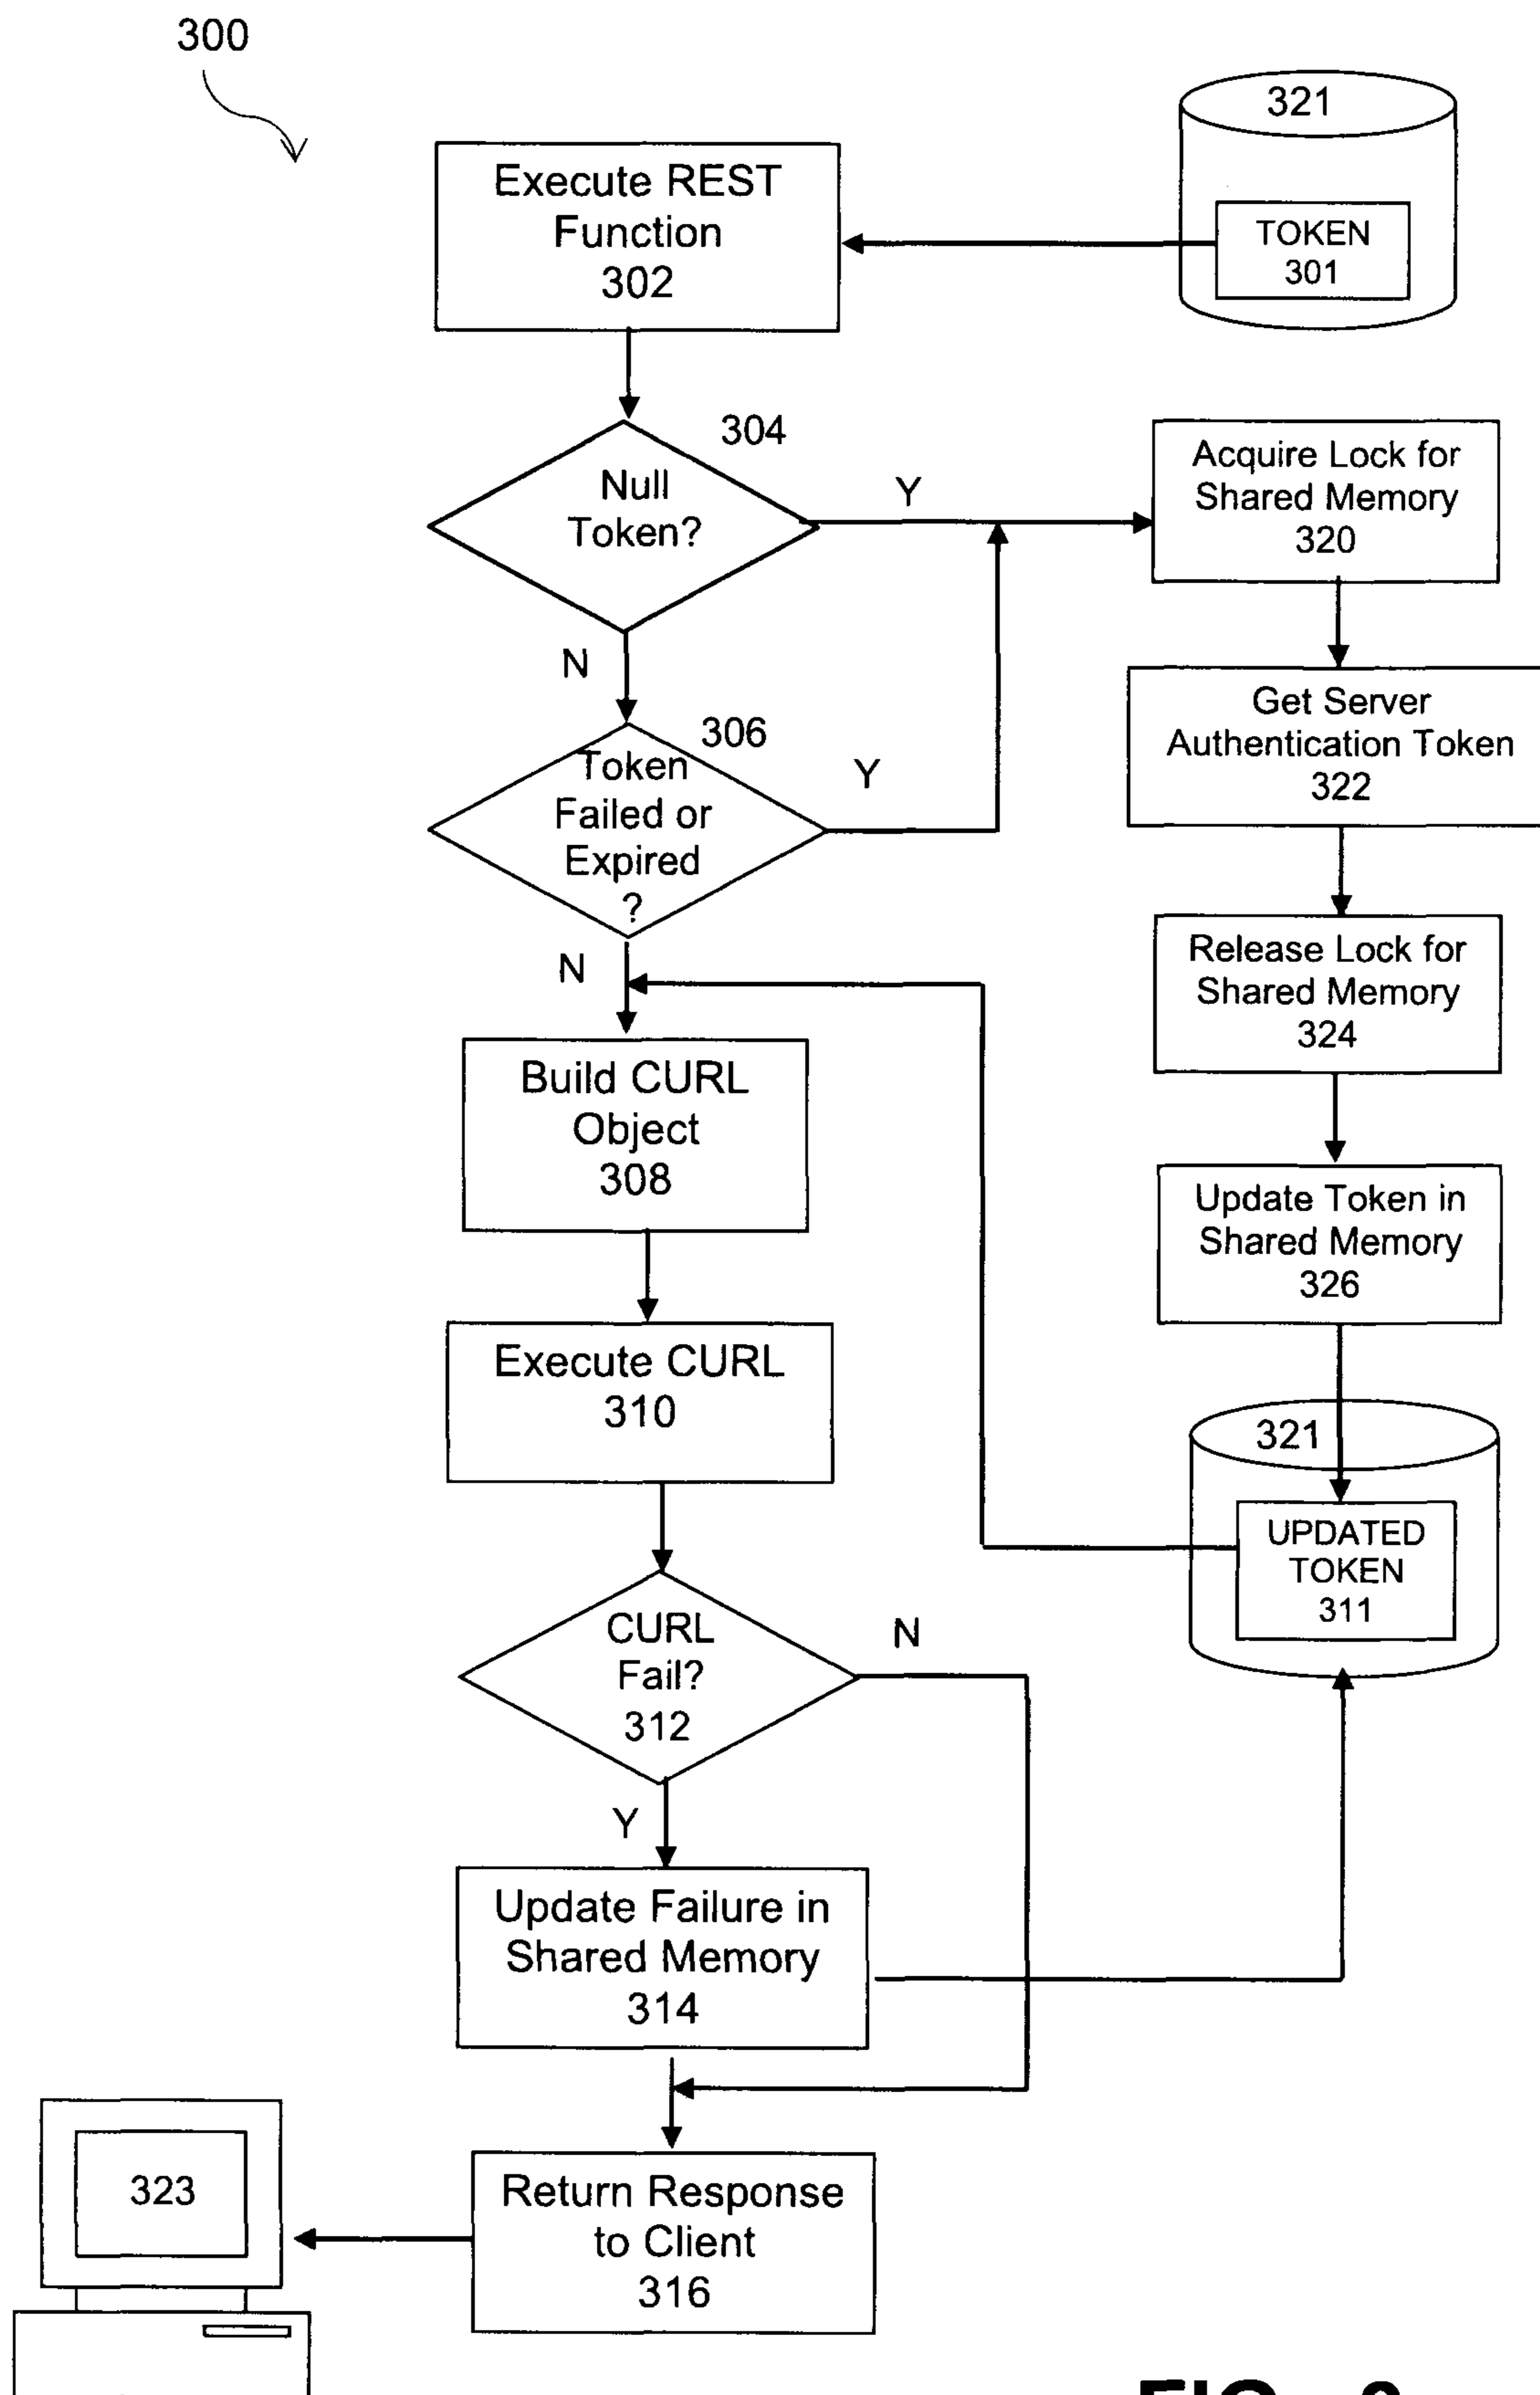 300
321
Execute REST
Function
302
TOKEN
301
304
Null
Token?
Y
Acquire Lock for
Shared Memory
320
N
306
Token
Failed or
Expired
?
Y
Get Server
Authentication Token
322
N
Release Lock for
Shared Memory
324
Build CURL
Object
308
Update Token in
Shared Memory
326
Execute CURL
310
321
UPDATED
TOKEN
311
CURL
Fail?
312
N
Y
Update Failure in
Shared Memory
314
323
Return Response
to Client
316